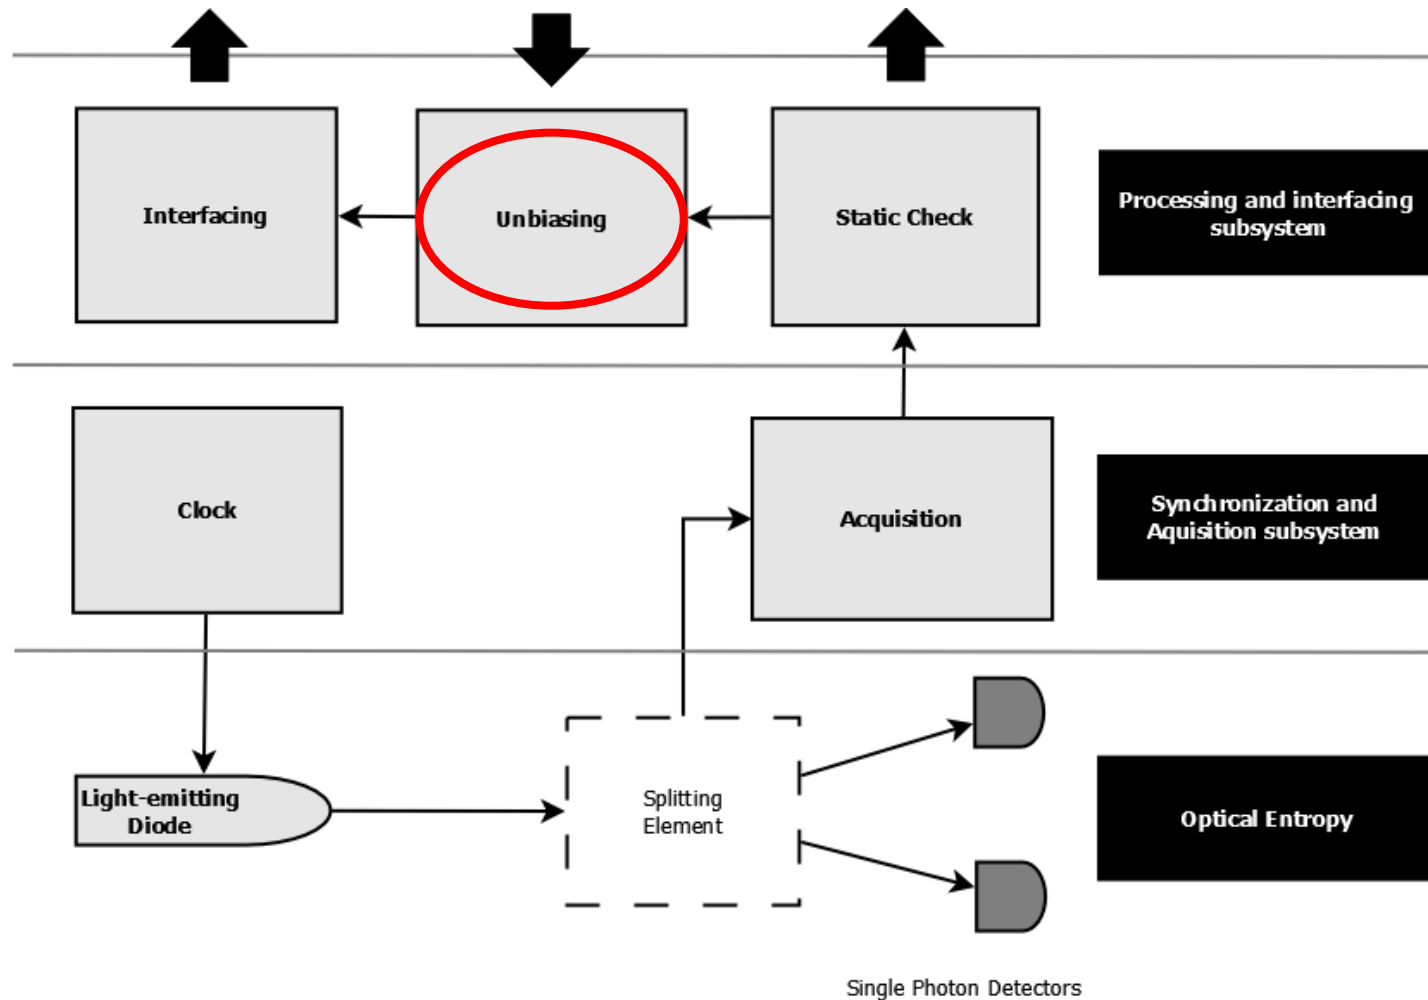 Interfacing
Unbiasing
Static Check
Processing and interfacing
subsystem
Clock
Acquisition
Synchronization and
Aquisition subsystem
Light-emitting
Diode
Splitting
Element
Optical Entropy
Single Photon Detectors